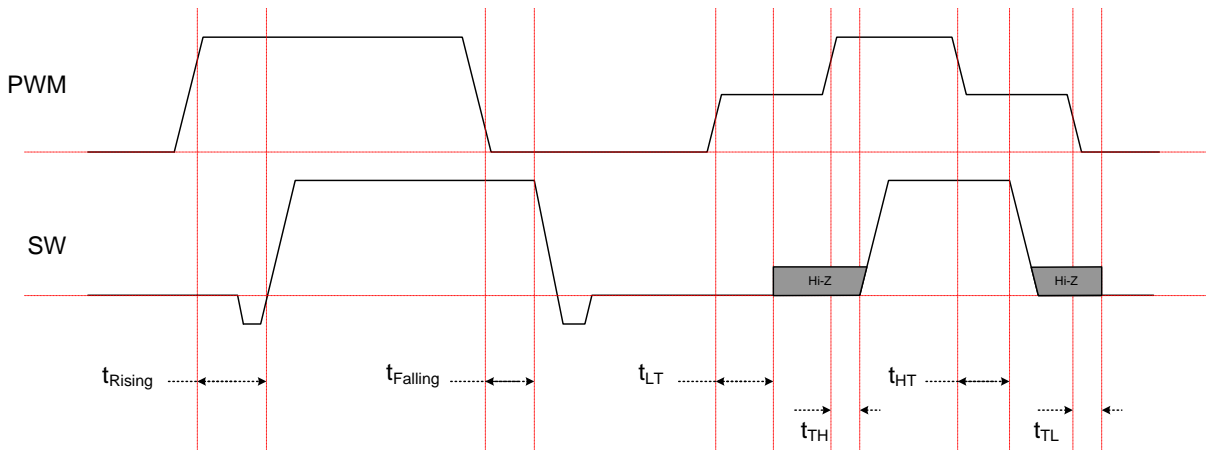 PWM
SW
Hi-Z
Hi-Z
tRising
tFalling
tLT
tHT
tTH
tTL